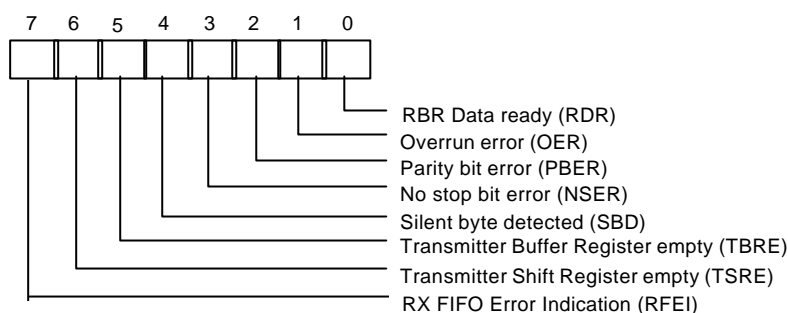 7 6 5 4 3 2 1 0
RBR Data ready (RDR)
Overrun error (OER)
Parity bit error (PBER)
No stop bit error (NSER)
Silent byte detected (SBD)
Transmitter Buffer Register empty (TBRE)
Transmitter Shift Register empty (TSRE)
RX FIFO Error Indication (RFEI)